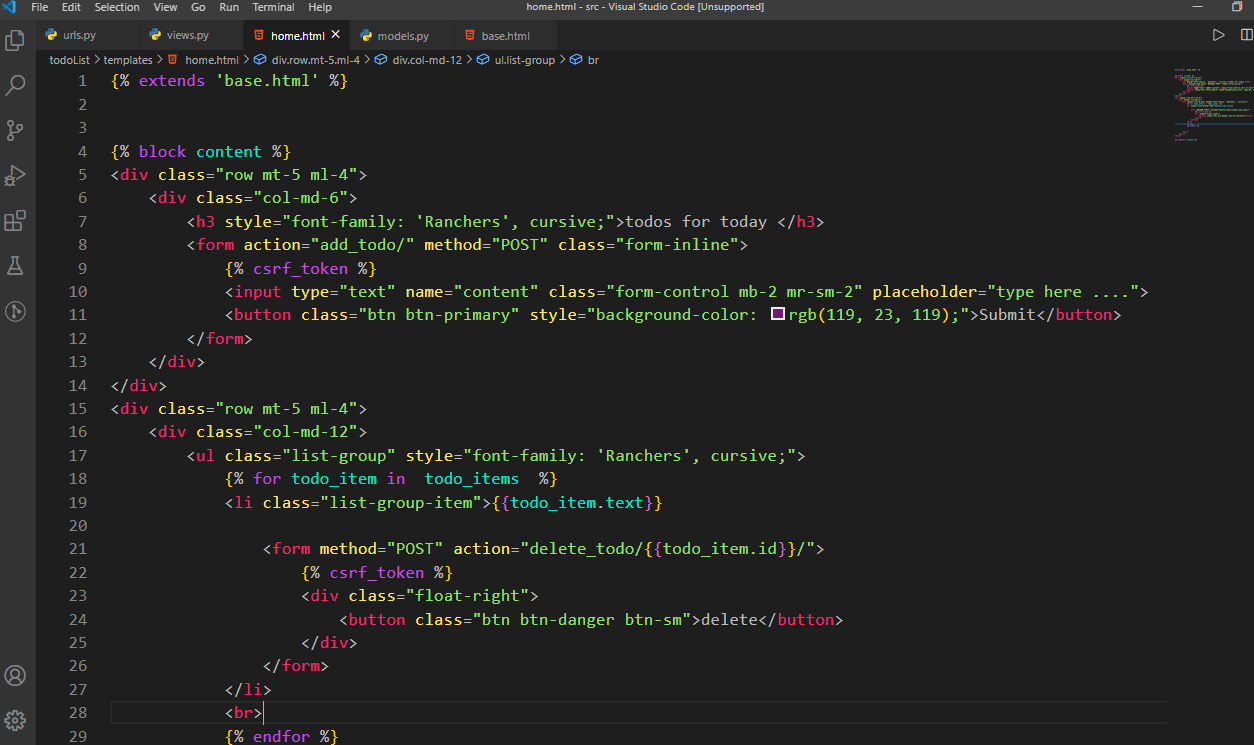 File Edit Selection View Go Run Terminal Help home.html - src - Visual Studio Code [Unsupported]
urls.py views.py home.html models.py base.html
todoList > templates > home.html > div.row.mt-5.ml-4 > div.col-md-12 > ul.list-group > br
1 {% extends 'base.html' %}
2
3
4 {% block content %}
5 <div class="row mt-5 ml-4">
6 <div class="col-md-6">
7 <h3 style="font-family: 'Ranchers', cursive;">todos for today </h3>
8 <form action="add_todo/" method="POST" class="form-inline">
9 {% csrf_token %}
10 <input type="text" name="content" class="form-control mb-2 mr-sm-2" placeholder="type here ....">
11 <button class="btn btn-primary" style="background-color: rgb(119, 23, 119);">Submit</button>
12 </form>
13 </div>
14 </div>
15 <div class="row mt-5 ml-4">
16 <div class="col-md-12">
17 <ul class="list-group" style="font-family: 'Ranchers', cursive;">
18 {% for todo_item in  todo_items  %}
19 <li class="list-group-item">{{todo_item.text}}
20
21 <form method="POST" action="delete_todo/{{todo_item.id}}/">
22 {% csrf_token %}
23 <div class="float-right">
24 <button class="btn btn-danger btn-sm">delete</button>
25 </div>
26 </form>
27 </li>
28 <br>
29 {% endfor %}